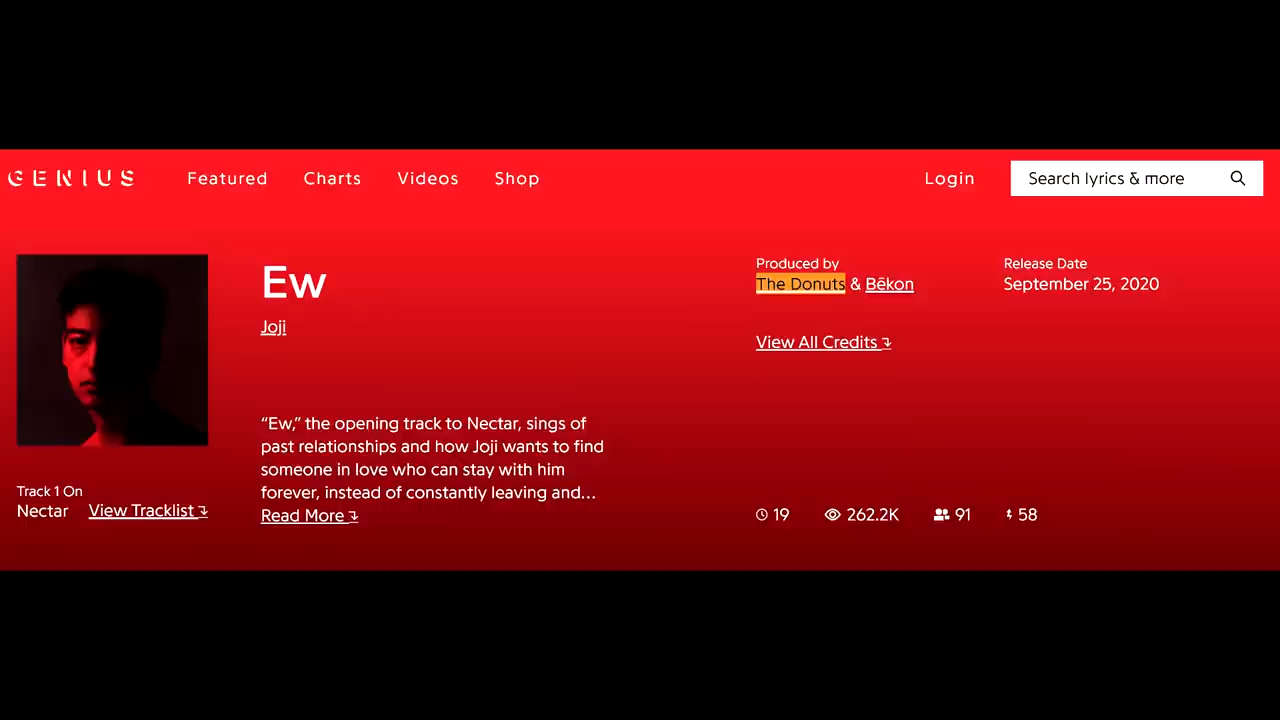 GENIUS Featured Charts Videos Shop Login Search lyrics & more
Ew
Joji
“Ew,” the opening track to Nectar, sings of
past relationships and how Joji wants to find
someone in love who can stay with him
forever, instead of constantly leaving and...
Read More
Track 1 On
Nectar View Tracklist
Produced by
The Donuts & Bēkon
View All Credits
Release Date
September 25, 2020
19 262.2K 91 58